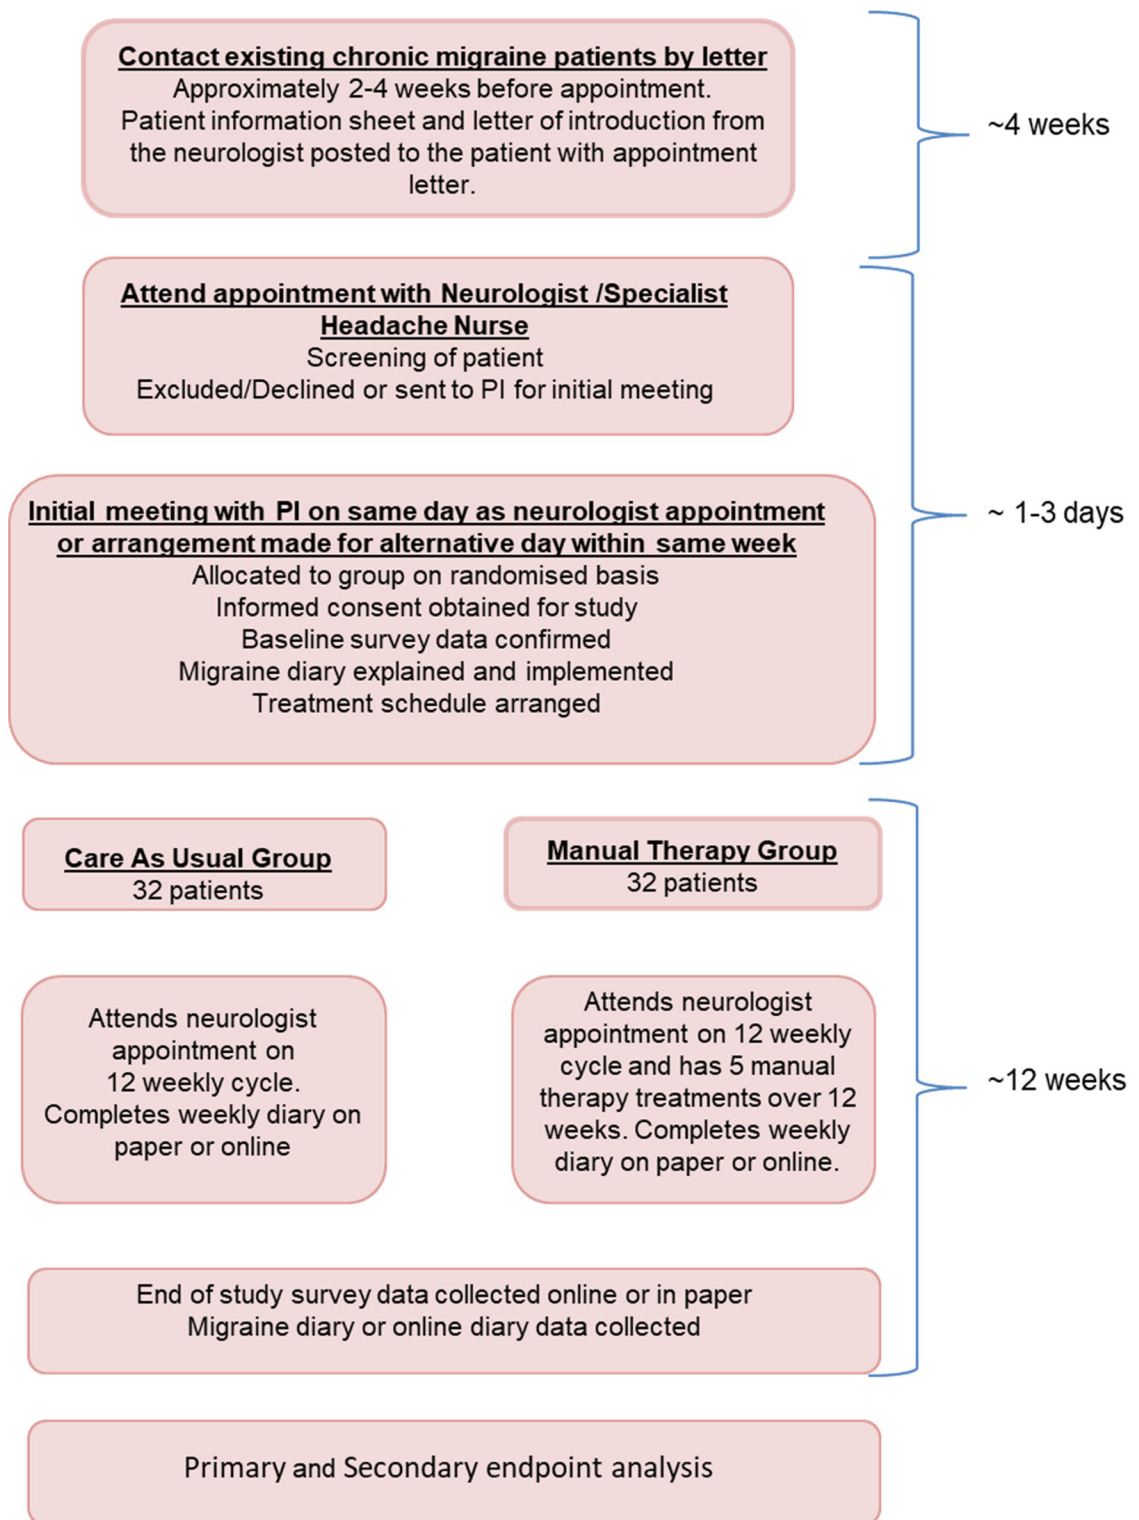 Contact existing chronic migraine patients by letter
Approximately 2-4 weeks before appointment.
Patient information sheet and letter of introduction from
the neurologist posted to the patient with appointment
letter.
~4 weeks
Attend appointment with Neurologist /Specialist
Headache Nurse
Screening of patient
Excluded/Declined or sent to PI for initial meeting
Initial meeting with PI on same day as neurologist appointment
or arrangement made for alternative day within same week
Allocated to group on randomised basis
Informed consent obtained for study
Baseline survey data confirmed
Migraine diary explained and implemented
Treatment schedule arranged
~ 1-3 days
Care As Usual Group
32 patients
Manual Therapy Group
32 patients
Attends neurologist
appointment on
12 weekly cycle.
Completes weekly diary on
paper or online
Attends neurologist
appointment on 12 weekly
cycle and has 5 manual
therapy treatments over 12
weeks. Completes weekly
diary on paper or online.
~12 weeks
End of study survey data collected online or in paper
Migraine diary or online diary data collected
Primary and Secondary endpoint analysis